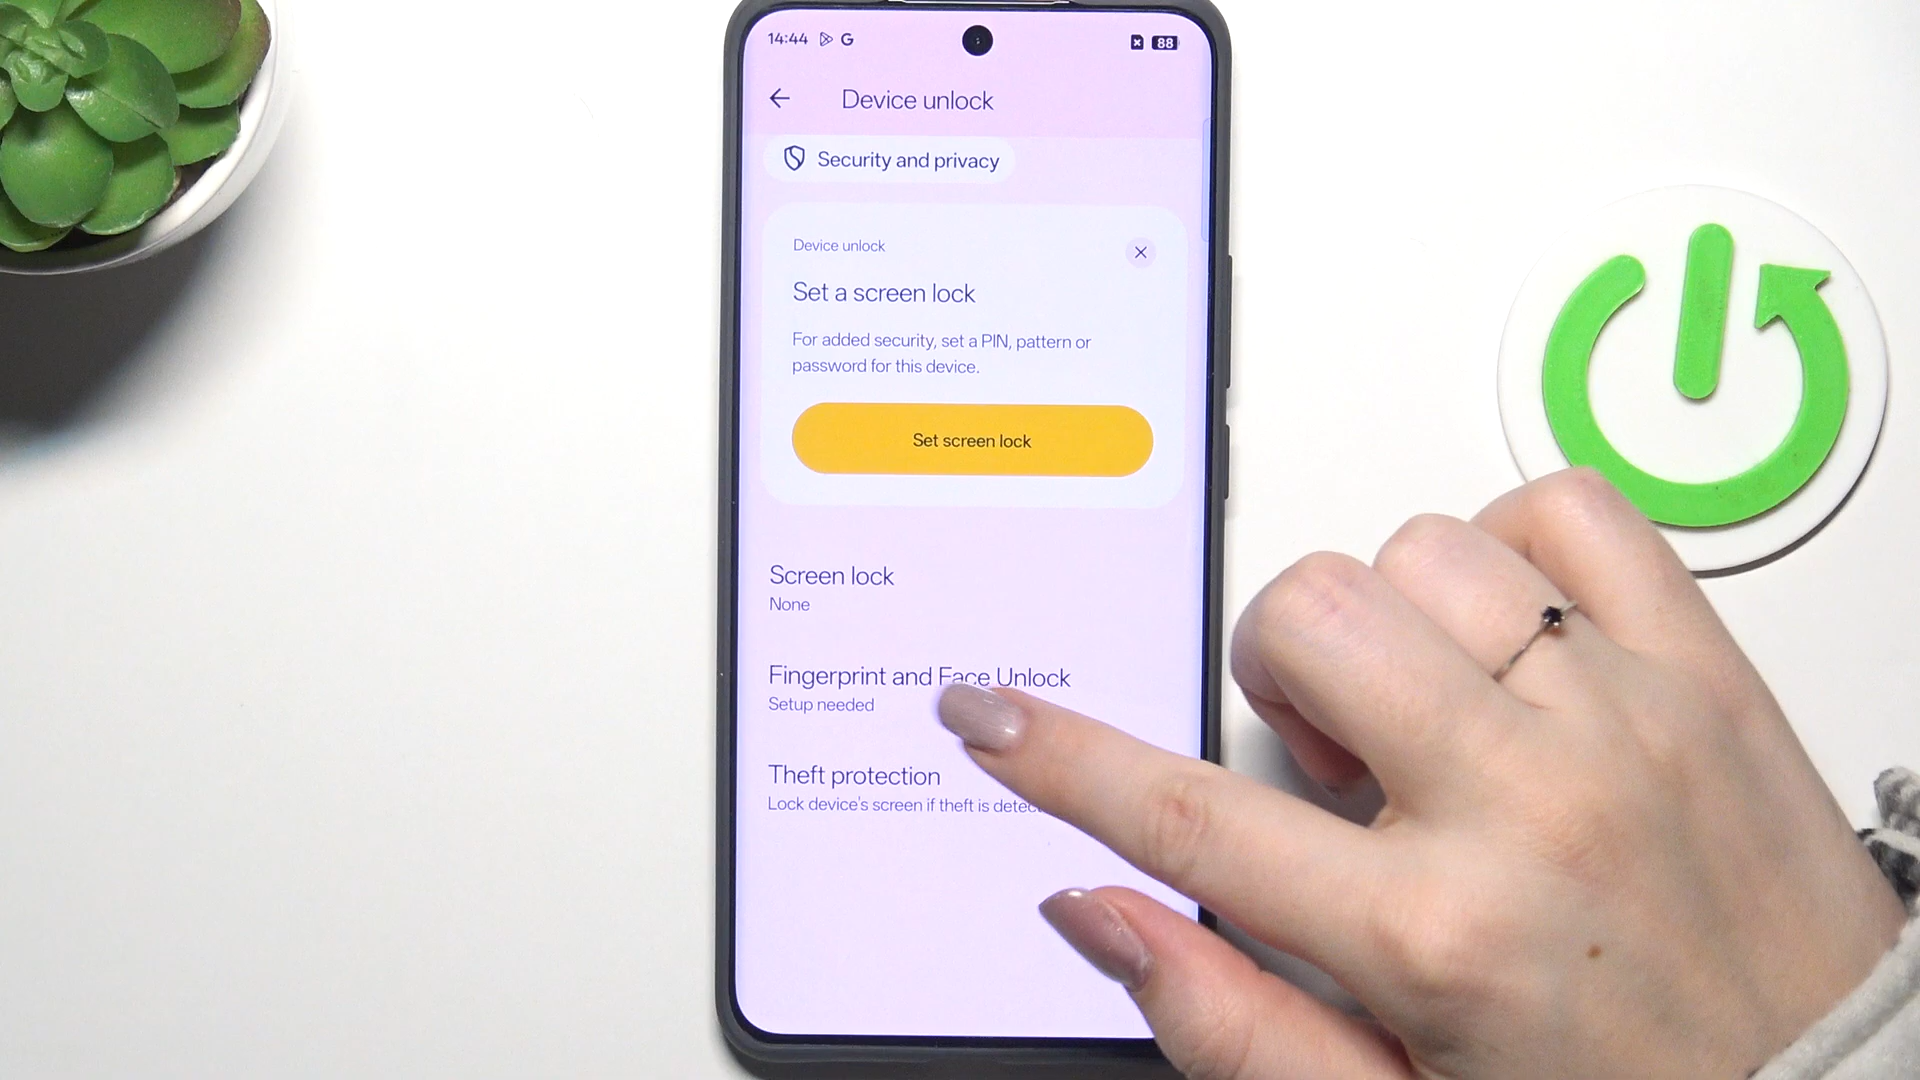 14:44 G 88
Device unlock
Security and privacy
Device unlock
Set a screen lock
For added security, set a PIN, pattern or
password for this device.
Set screen lock
Screen lock
None
Fingerprint and Face Unlock
Setup needed
Theft protection
Lock device's screen if theft is